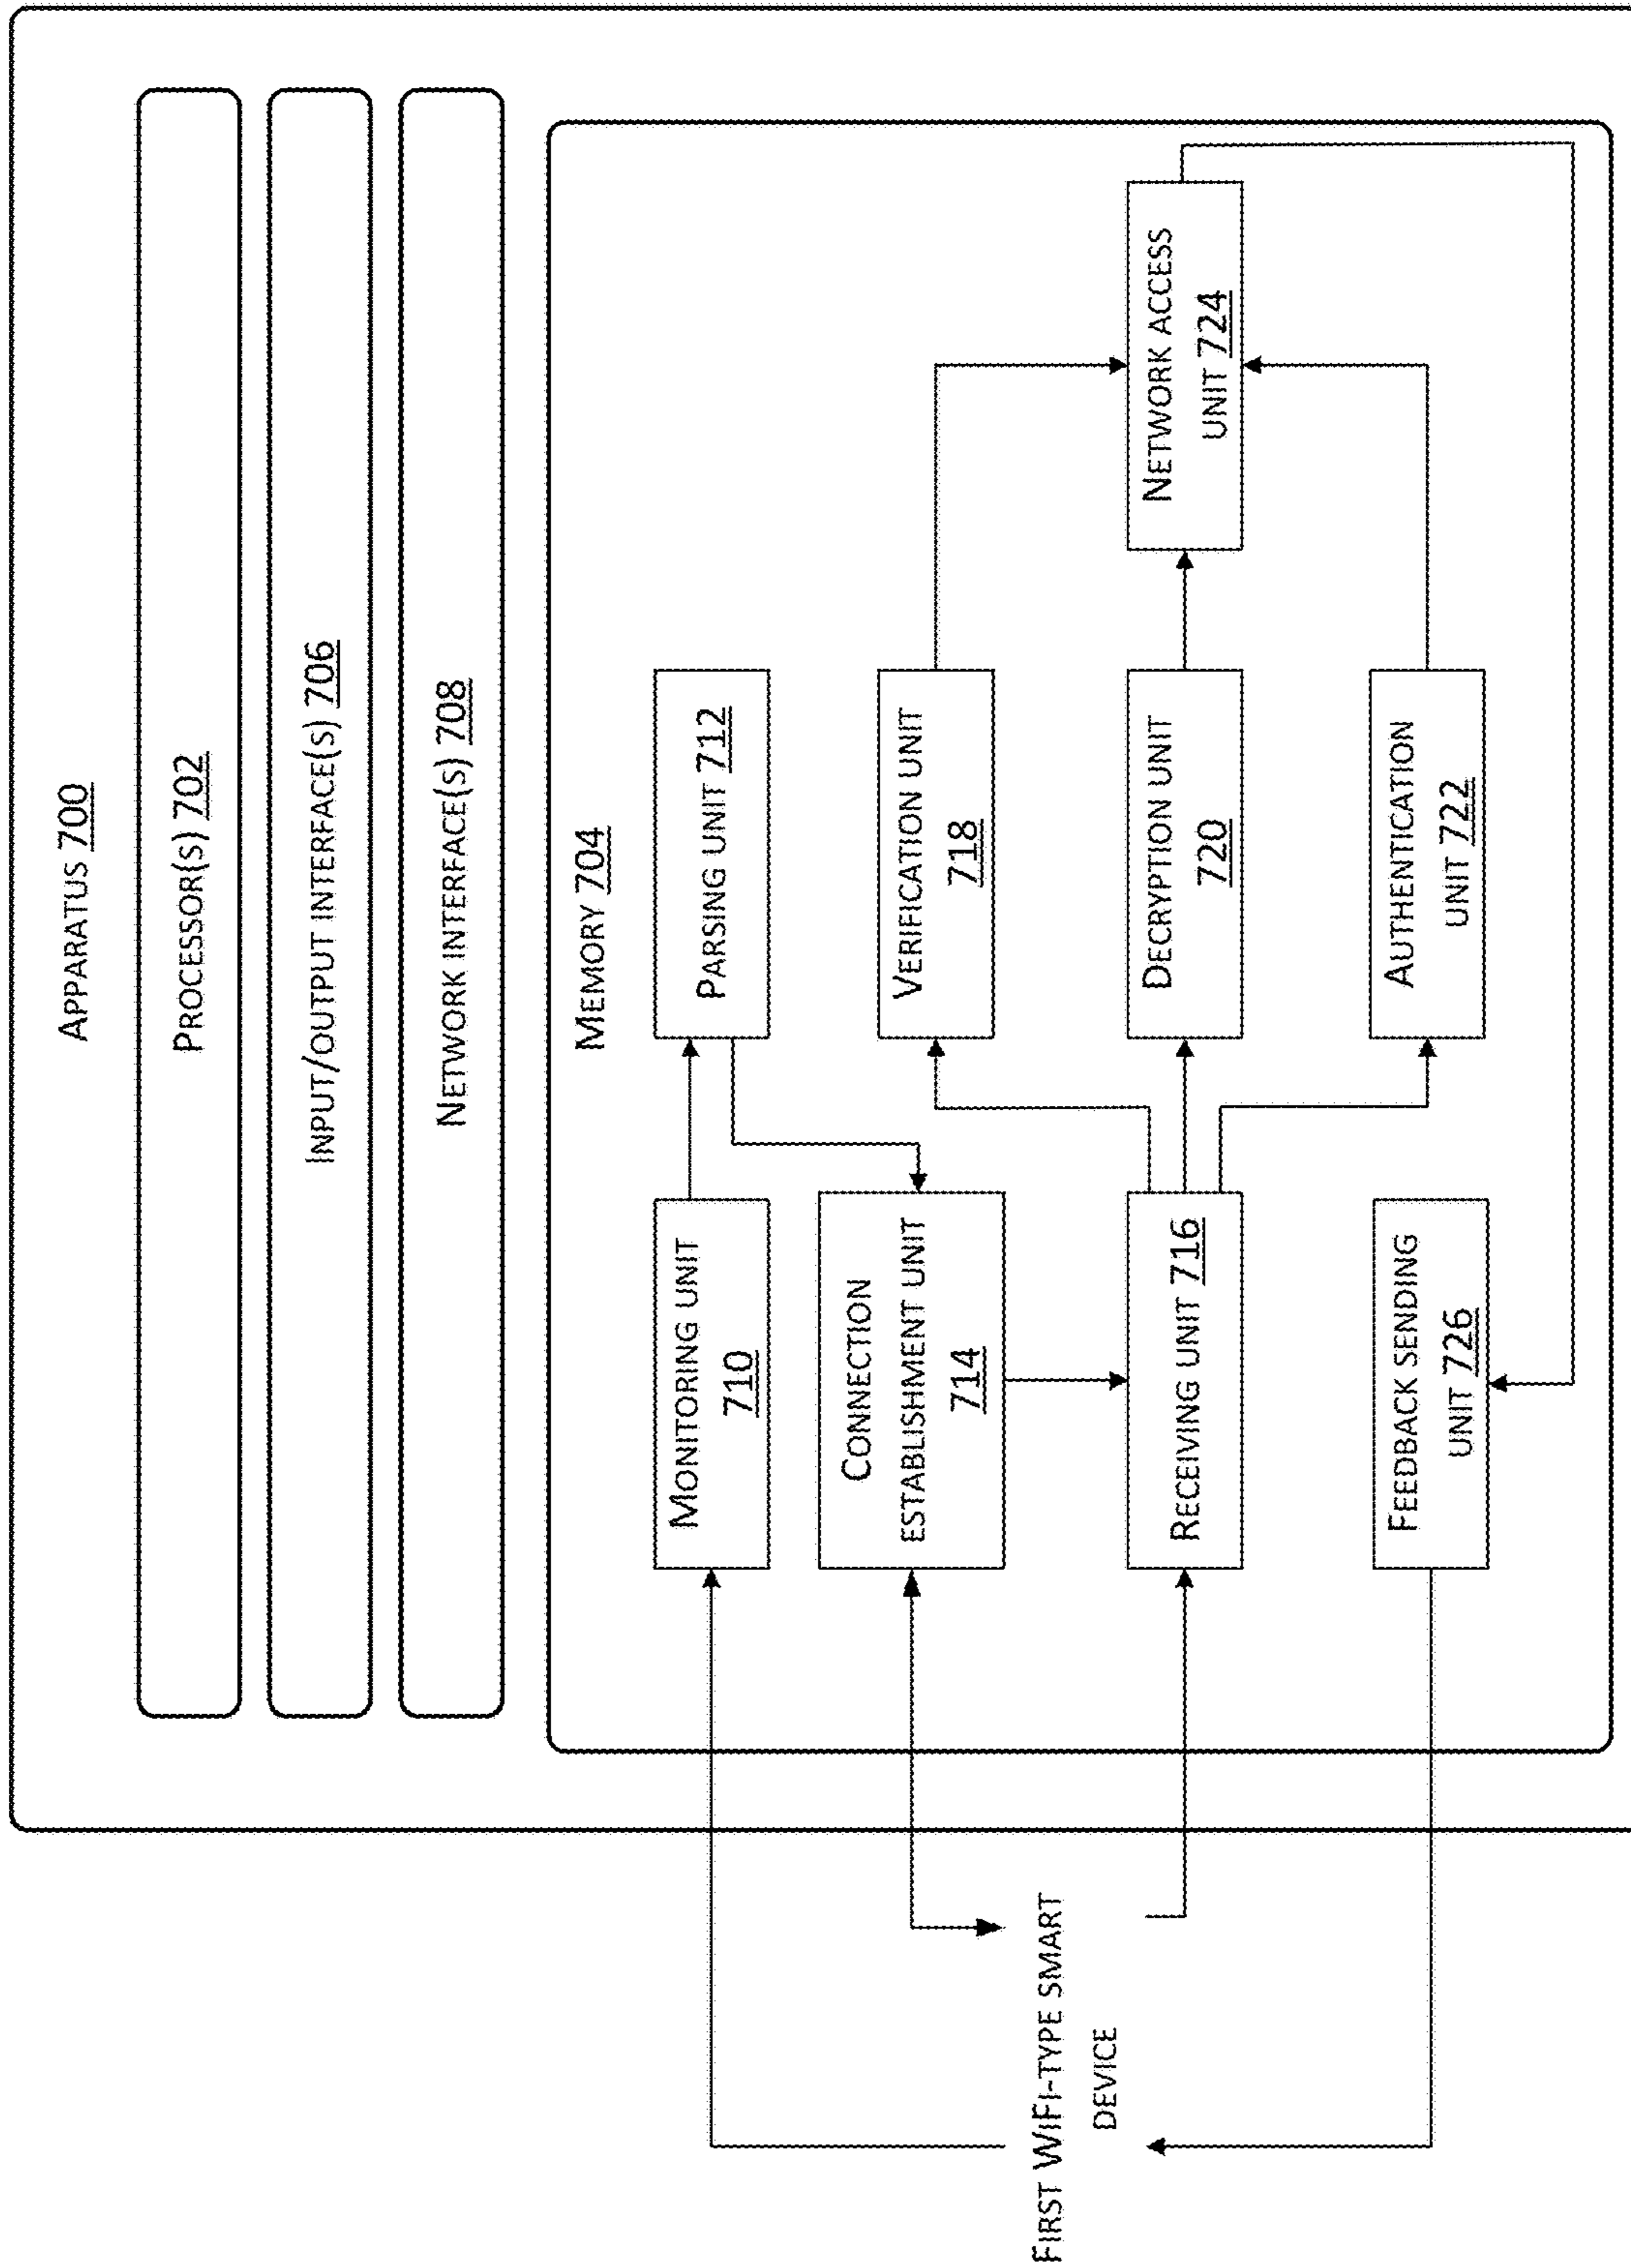 APPARATUS 700
PROCESSOR(S) 702
INPUT/OUTPUT INTERFACE(S) 706
NETWORK INTERFACE(S) 708
MEMORY 704
MONITORING UNIT
710
PARSING UNIT 712
CONNECTION
ESTABLISHMENT UNIT
714
VERIFICATION UNIT
718
FIRST WIFI-TYPE SMART
DEVICE
RECEIVING UNIT 716
DECRYPTION UNIT
720
NETWORK ACCESS
UNIT 724
FEEDBACK SENDING
UNIT 726
AUTHENTICATION
UNIT 722